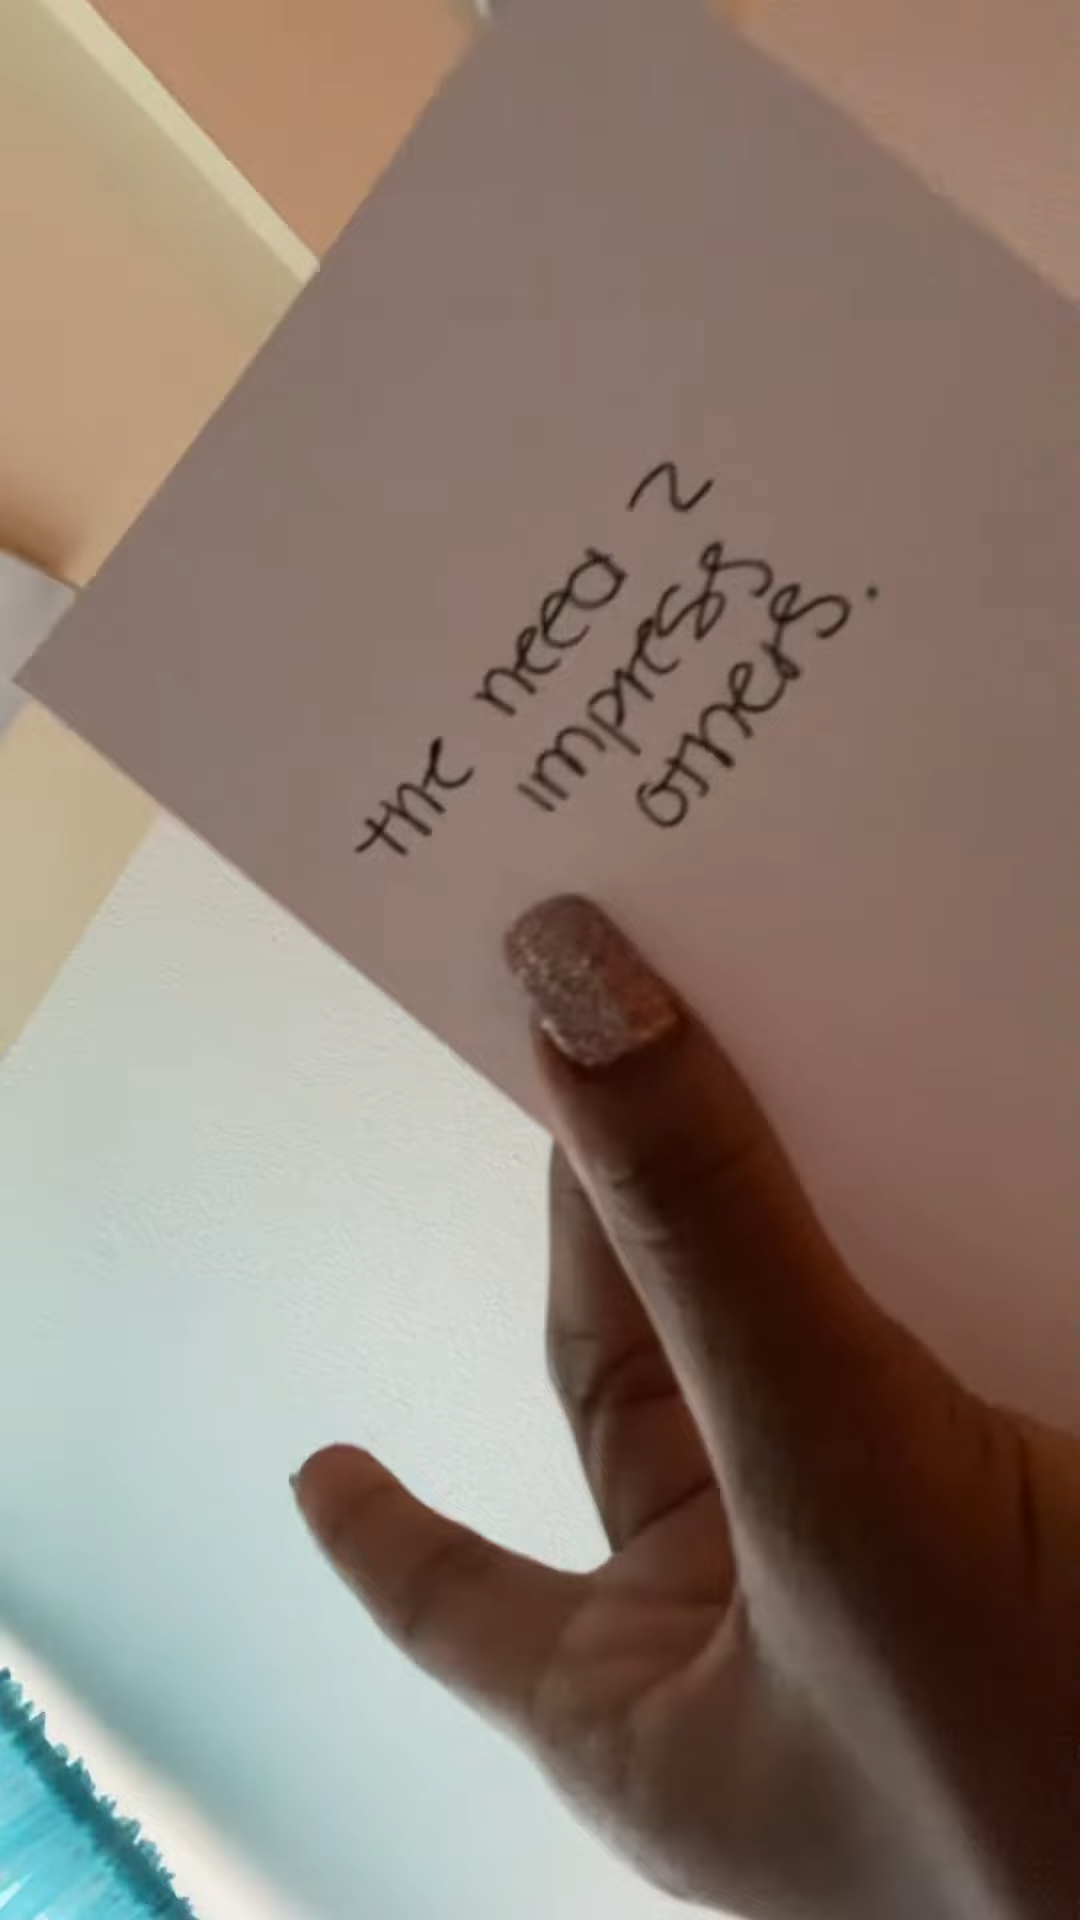 the need 2
impress
others.